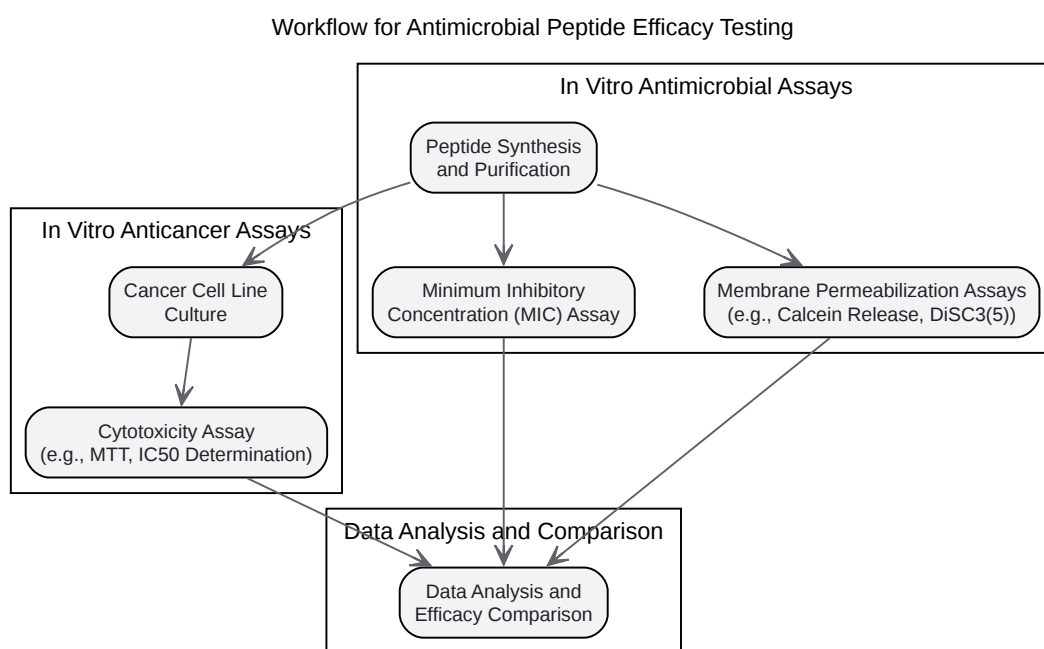 Workflow for Antimicrobial Peptide Efficacy Testing
In Vitro Antimicrobial Assays
Peptide Synthesis
and Purification
In Vitro Anticancer Assays
Cancer Cell Line
Culture
Minimum Inhibitory
Concentration (MIC) Assay
Membrane Permeabilization Assays
(e.g., Calcein Release, DiSC3(5))
Cytotoxicity Assay
(e.g., MTT, IC50 Determination)
Data Analysis and Comparison
Data Analysis and
Efficacy Comparison